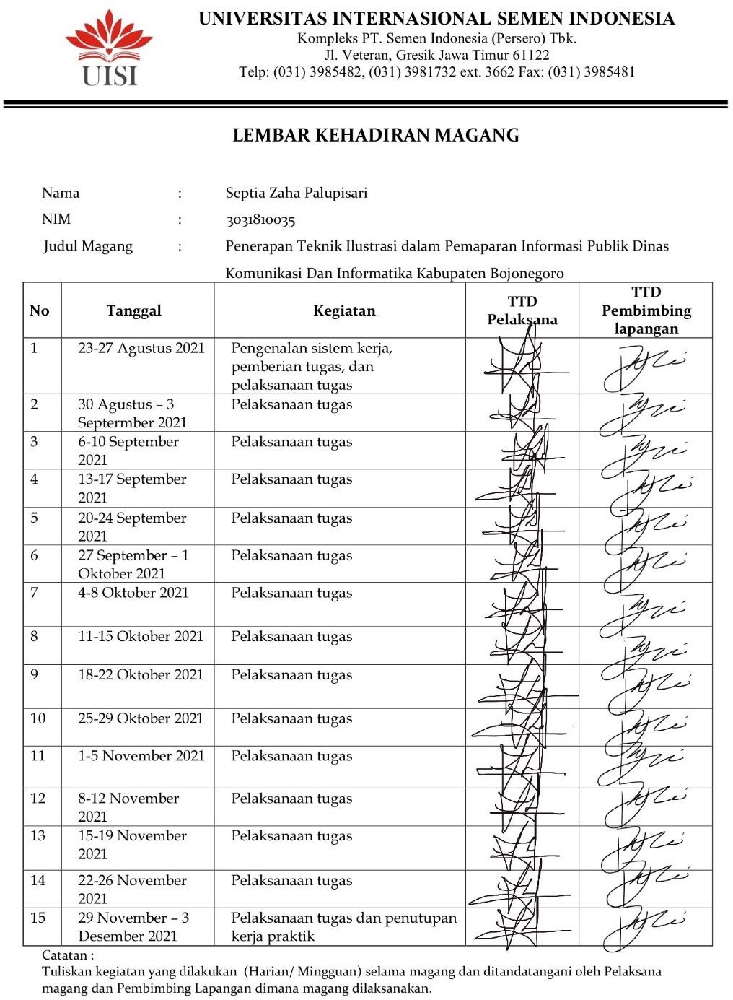 UISI
UNIVERSITAS INTERNASIONAL SEMEN INDONESIA
Kompleks PT. Semen Indonesia (Persero) Tbk.
Jl. Veteran, Gresik Jawa Timur 61122
Telp: (031) 3985482, (031) 3981732 ext. 3662 Fax: (031) 3985481
LEMBAR KEHADIRAN MAGANG
Nama : Septia Zaha Palupisari
NIM : 3031810035
Judul Magang : Penerapan Teknik Ilustrasi dalam Pemaparan Informasi Publik Dinas
Komunikasi Dan Informatika Kabupaten Bojonegoro
No Tanggal Kegiatan TTD
Pelaksana TTD
Pembimbing
lapangan
1 23-27 Agustus 2021 Pengenalan sistem kerja,
pemberian tugas, dan
pelaksanaan tugas
2 30 Agustus – 3 Pelaksanaan tugas
Septermber 2021
3 6-10 September Pelaksanaan tugas
2021
4 13-17 September Pelaksanaan tugas
2021
5 20-24 September Pelaksanaan tugas
2021
6 27 September – 1 Pelaksanaan tugas
Oktober 2021
7 4-8 Oktober 2021 Pelaksanaan tugas
8 11-15 Oktober 2021 Pelaksanaan tugas
9 18-22 Oktober 2021 Pelaksanaan tugas
10 25-29 Oktober 2021 Pelaksanaan tugas
11 1-5 November 2021 Pelaksanaan tugas
12 8-12 November Pelaksanaan tugas
2021
13 15-19 November Pelaksanaan tugas
2021
14 22-26 November Pelaksanaan tugas
2021
15 29 November – 3 Pelaksanaan tugas dan penutupan
Desember 2021 kerja praktik
Catatan :
Tuliskan kegiatan yang dilakukan (Harian/ Mingguan) selama magang dan ditandatangani oleh Pelaksana
magang dan Pembimbing Lapangan dimana magang dilaksanakan.